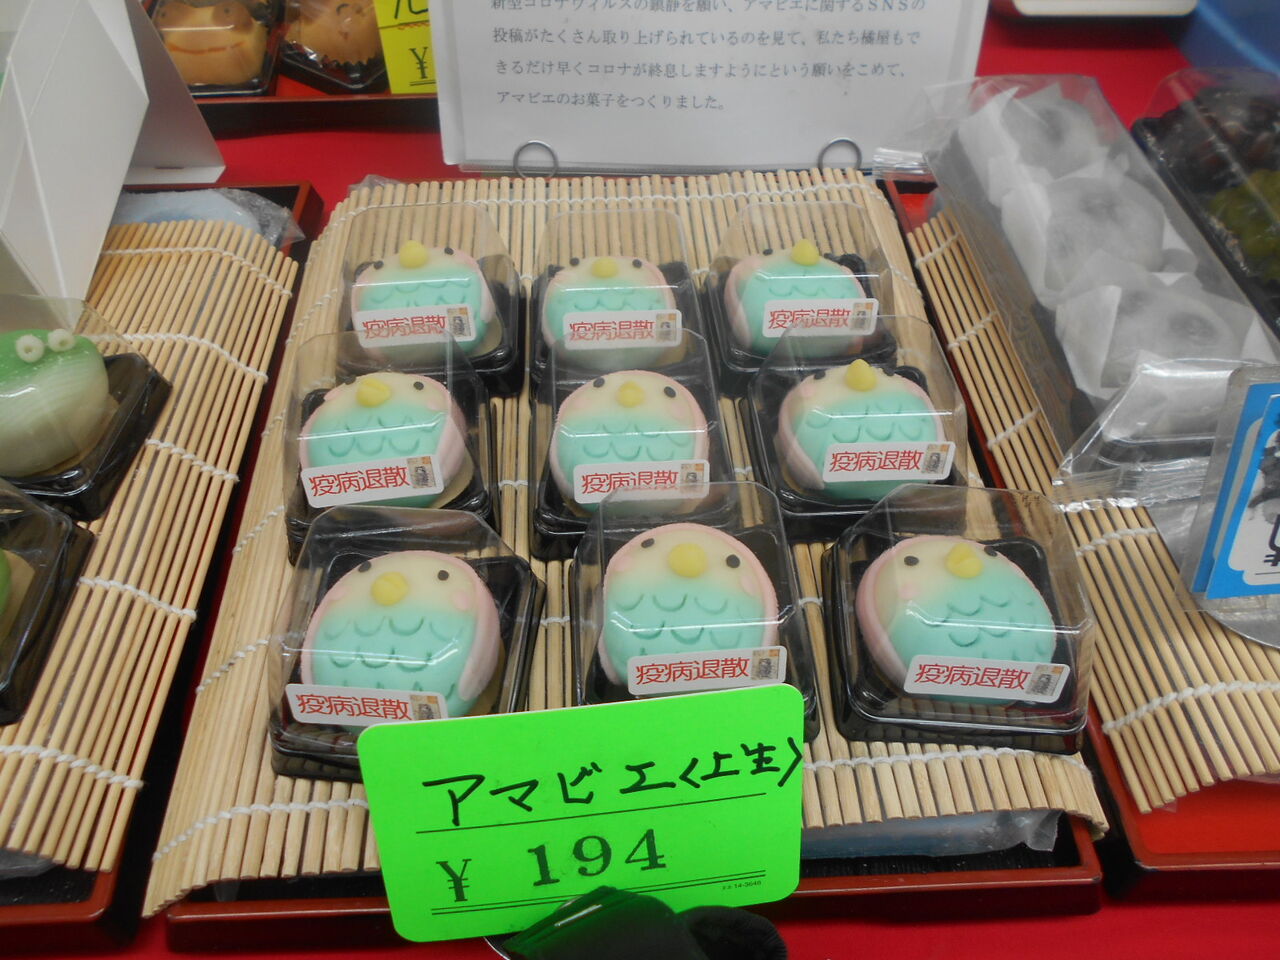 新型コロナウィルスの鎮静を願い、アマビエに関するSNSの
投稿がたくさん取り上げられているのを見て、私たち橘屋もで
きるだけ早くコロナが終息しますようにという願いをこめて、
アマビエのお菓子をつくりました。
¥
疫病退散
疫病退散
疫病退散
疫病退散
疫病退散
疫病退散
疫病退散
疫病退散
疫病退散
アマビエ〈上生〉
¥ 194